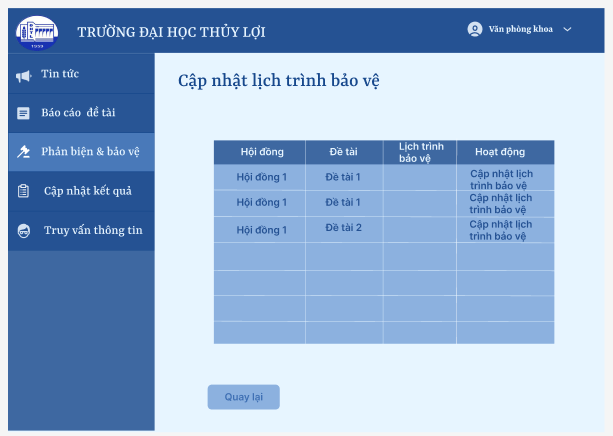 1959
TRƯỜNG ĐẠI HỌC THỦY LỢI
Văn phòng khoa
Tin tức
Báo cáo đề tài
Phản biện & bảo vệ
Cập nhật kết quả
Truy vấn thông tin
Cập nhật lịch trình bảo vệ
Hội đồng Đề tài Lịch trình bảo vệ Hoạt động
Hội đồng 1 Đề tài 1 Cập nhật lịch trình bảo vệ
Hội đồng 1 Đề tài 1 Cập nhật lịch trình bảo vệ
Hội đồng 1 Đề tài 2 Cập nhật lịch trình bảo vệ
Quay lại